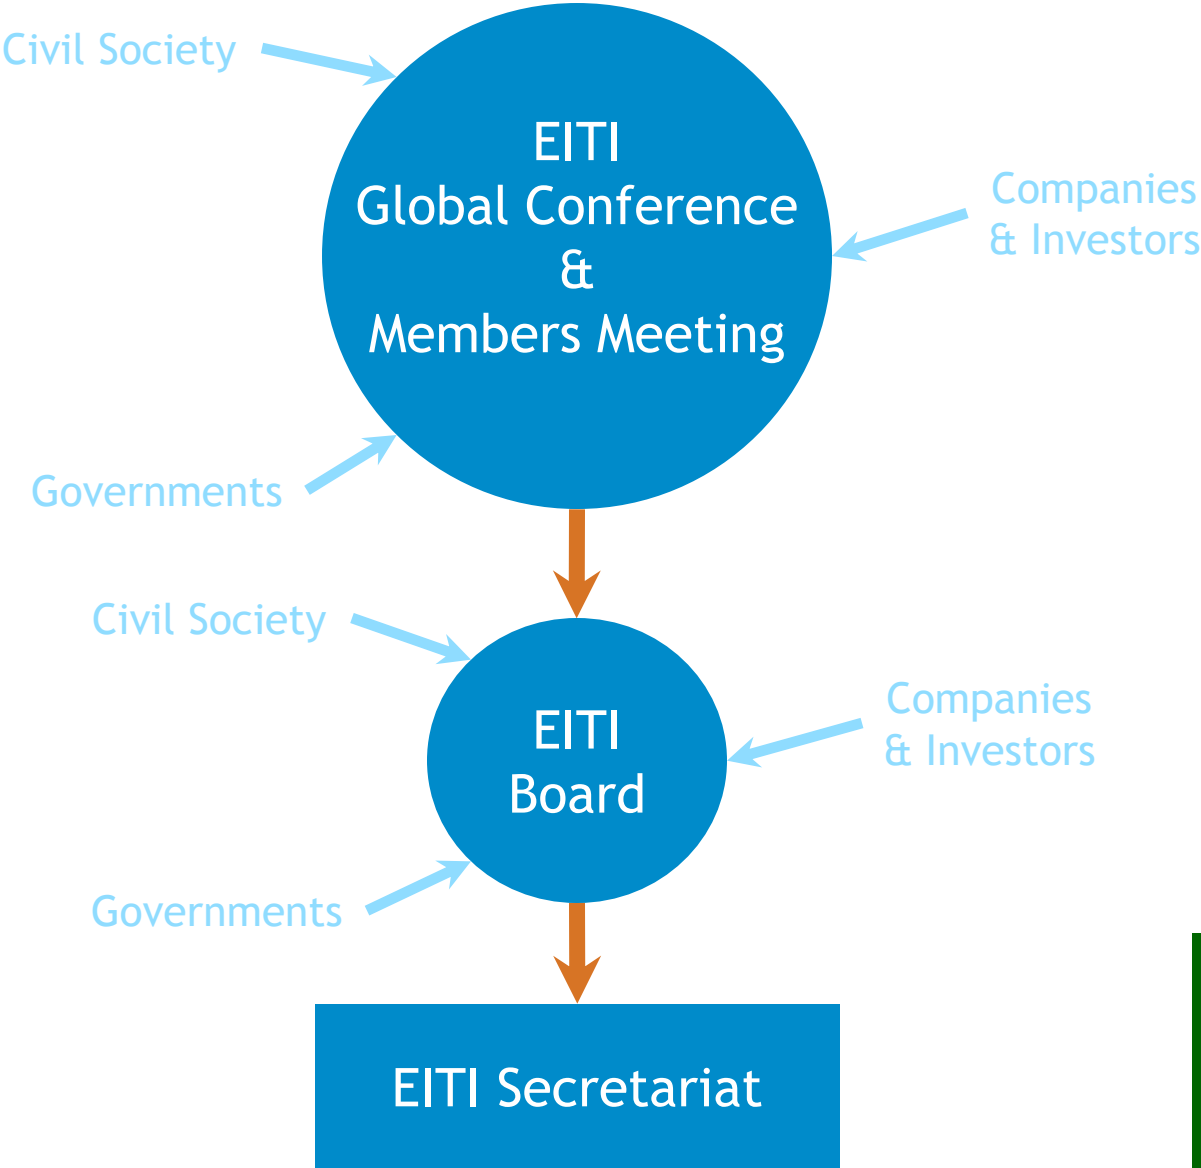 Civil Society
EITI
Global Conference
&
Members Meeting
Companies
& Investors
Governments
Civil Society
EITI
Board
Companies
& Investors
Governments
EITI Secretariat